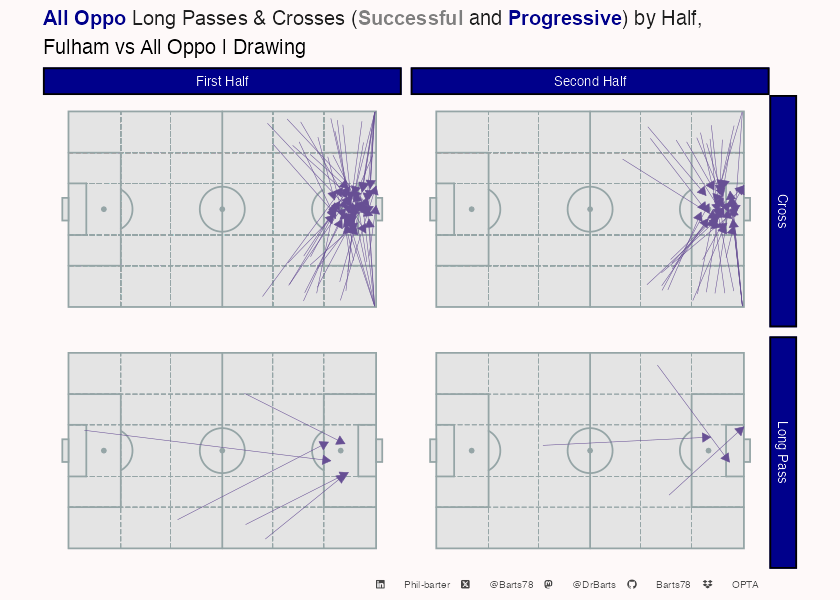 All Oppo Long Passes & Crosses (Successful and Progressive) by Half,
Fulham vs All Oppo | Drawing
First Half
Second Half
Cross
Long Pass
Phil-barter @Barts78 @DrBarts Barts78 OPTA